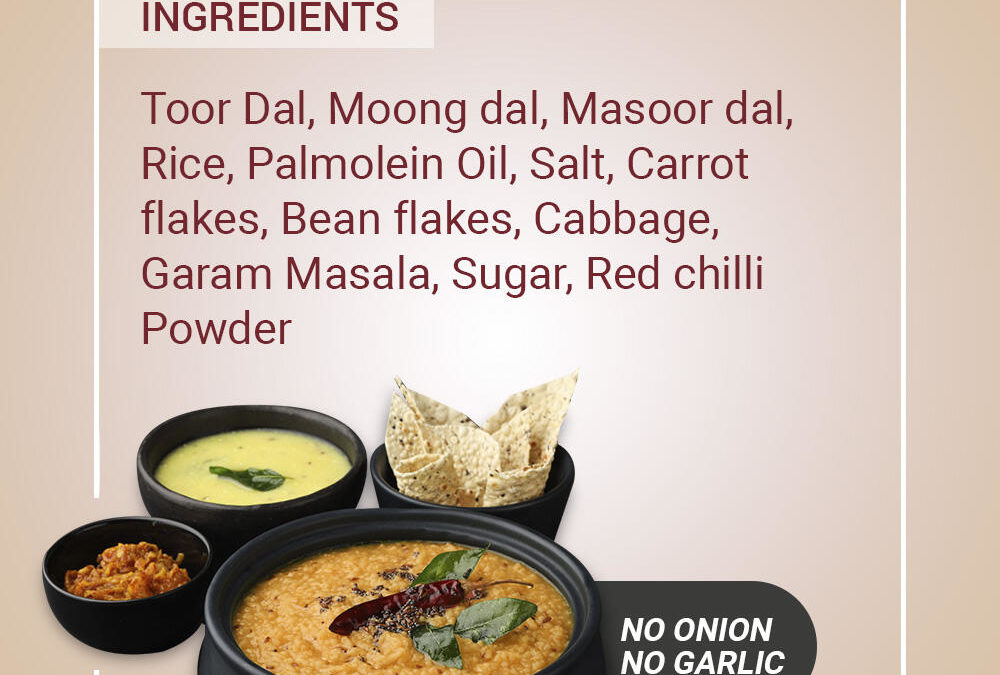 INGREDIENTS
Toor Dal, Moong dal, Masoor dal,
Rice, Palmolein Oil, Salt, Carrot
flakes, Bean flakes, Cabbage,
Garam Masala, Sugar, Red chilli
Powder
NO ONION
NO GARLIC